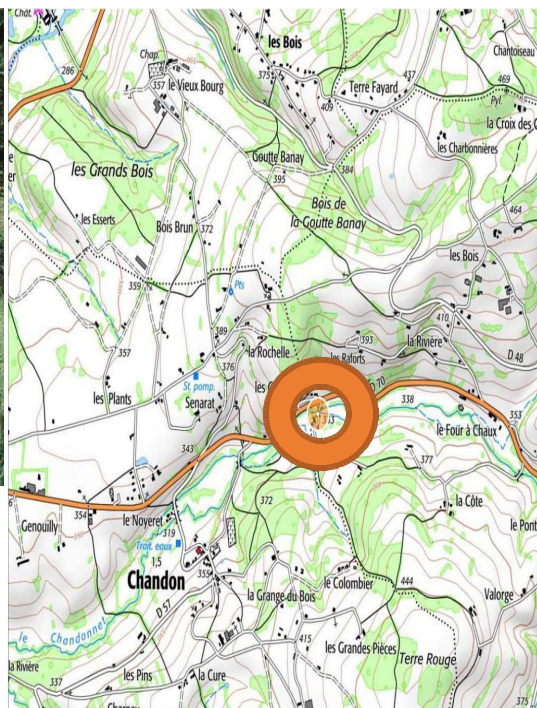 Chât.
286
Chap.
357
le Vieux Bourg
les Bois
375
Terre Fayard
437
409
Chantoiseau
469
Pyl.
la Croix des
les Charbonnières
les Grands Bois
Goutte Banay
395
384
Bois de
la Goutte Banay
464
les Esserts
Bois Brun
372
les Bois
359
Pts
410
389
la Rochelle
393
la Rivière
les Raforts
D 48
357
376
St. pomp.
les Plants
Senarat
D 70
338
353
le Four à Chaux
343
377
354
le Noyeret
372
la Côte
Genouilly
319
Trait. eaux
1,5
le Pont
Chandon
355
le Colombier
444
Valorge
D 57
la Grange du Bois
le Chandonnet
415
les Grandes Pièces
Terre Rouge
la Rivière
337
les Pins
la Cure
375